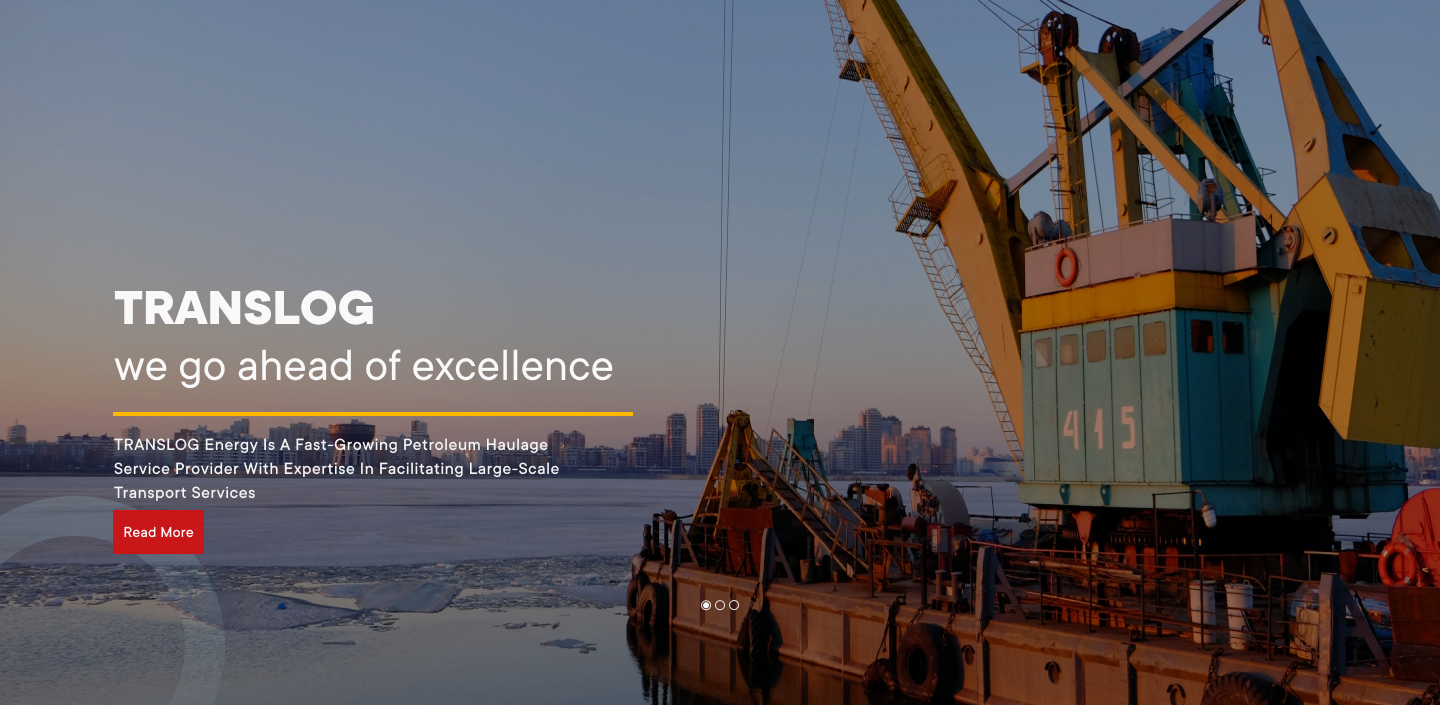 TRANSLOG
we go ahead of excellence
TRANSLOG Energy Is A Fast-Growing Petroleum Haulage
Service Provider With Expertise In Facilitating Large-Scale
Transport Services
Read More
415